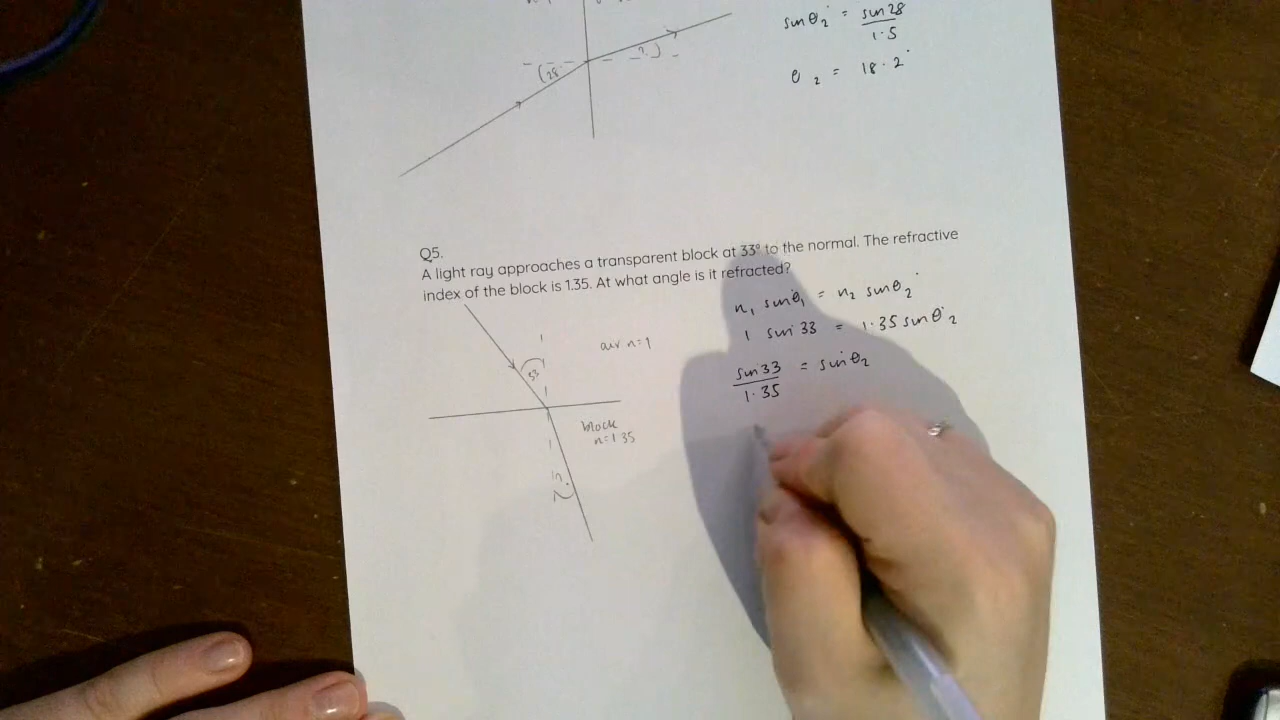 sin θ₂ = sin 28
1.5
28
?
θ₂ = 18.2°
Q5.
A light ray approaches a transparent block at 33° to the normal. The refractive
index of the block is 1.35. At what angle is it refracted?
n₁ sin θ₁ = n₂ sin θ₂
1 sin 33 = 1.35 sin θ₂
air n=1
sin 33 = sin θ₂
1.35
33
block
n=1.35
?